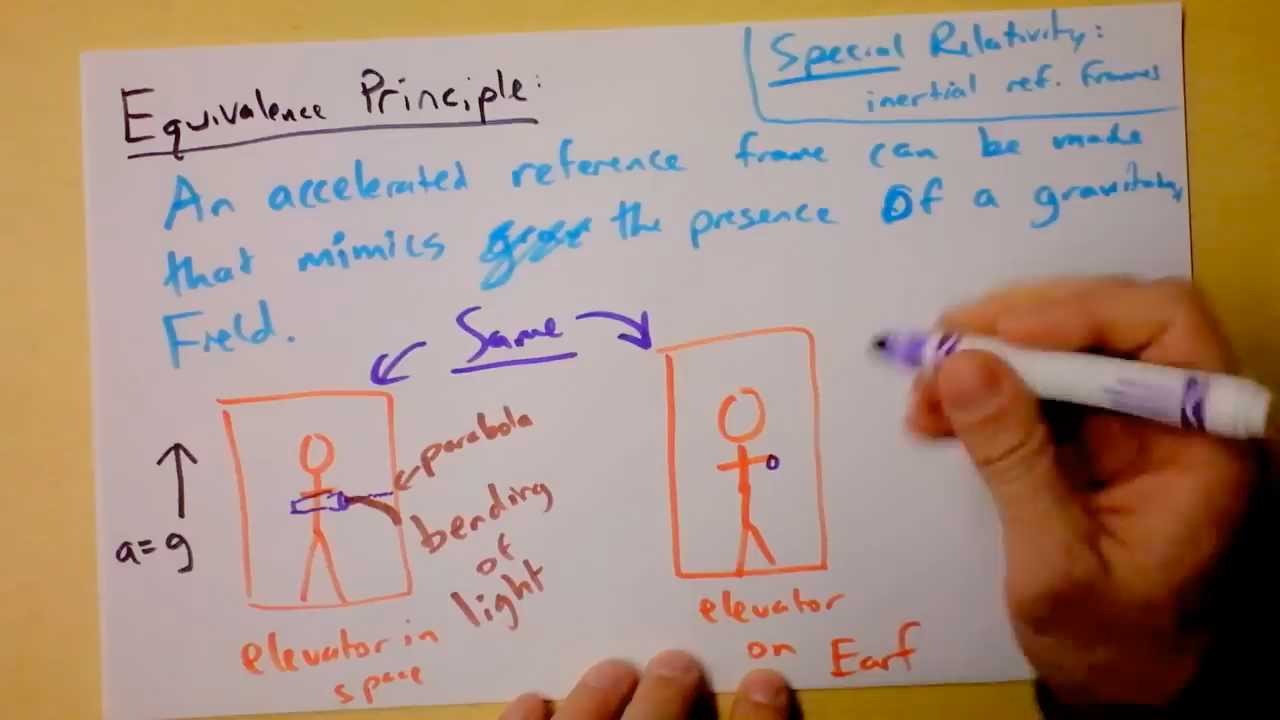 Equivalence Principle:
Special Relativity:
inertial ref. frames
An accelerated reference frame can be made
that mimics the presence of a gravitational
Field.
Same
parabola
bending
of
light
a=g
elevator in
space
elevator
on Earf